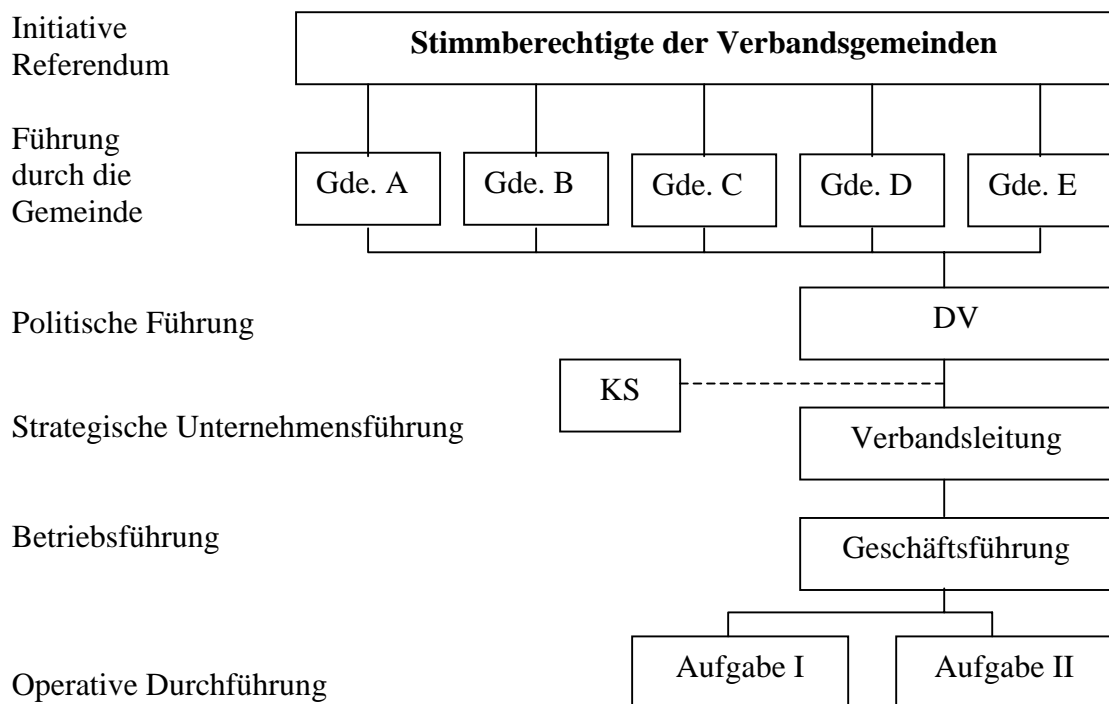 Initiative
Referendum
Stimmberechtigte der Verbandsgemeinden
Führung
durch die
Gemeinde
Gde. A
Gde. B
Gde. C
Gde. D
Gde. E
Politische Führung
DV
KS
Strategische Unternehmensführung
Verbandsleitung
Betriebsführung
Geschäftsführung
Aufgabe I
Aufgabe II
Operative Durchführung